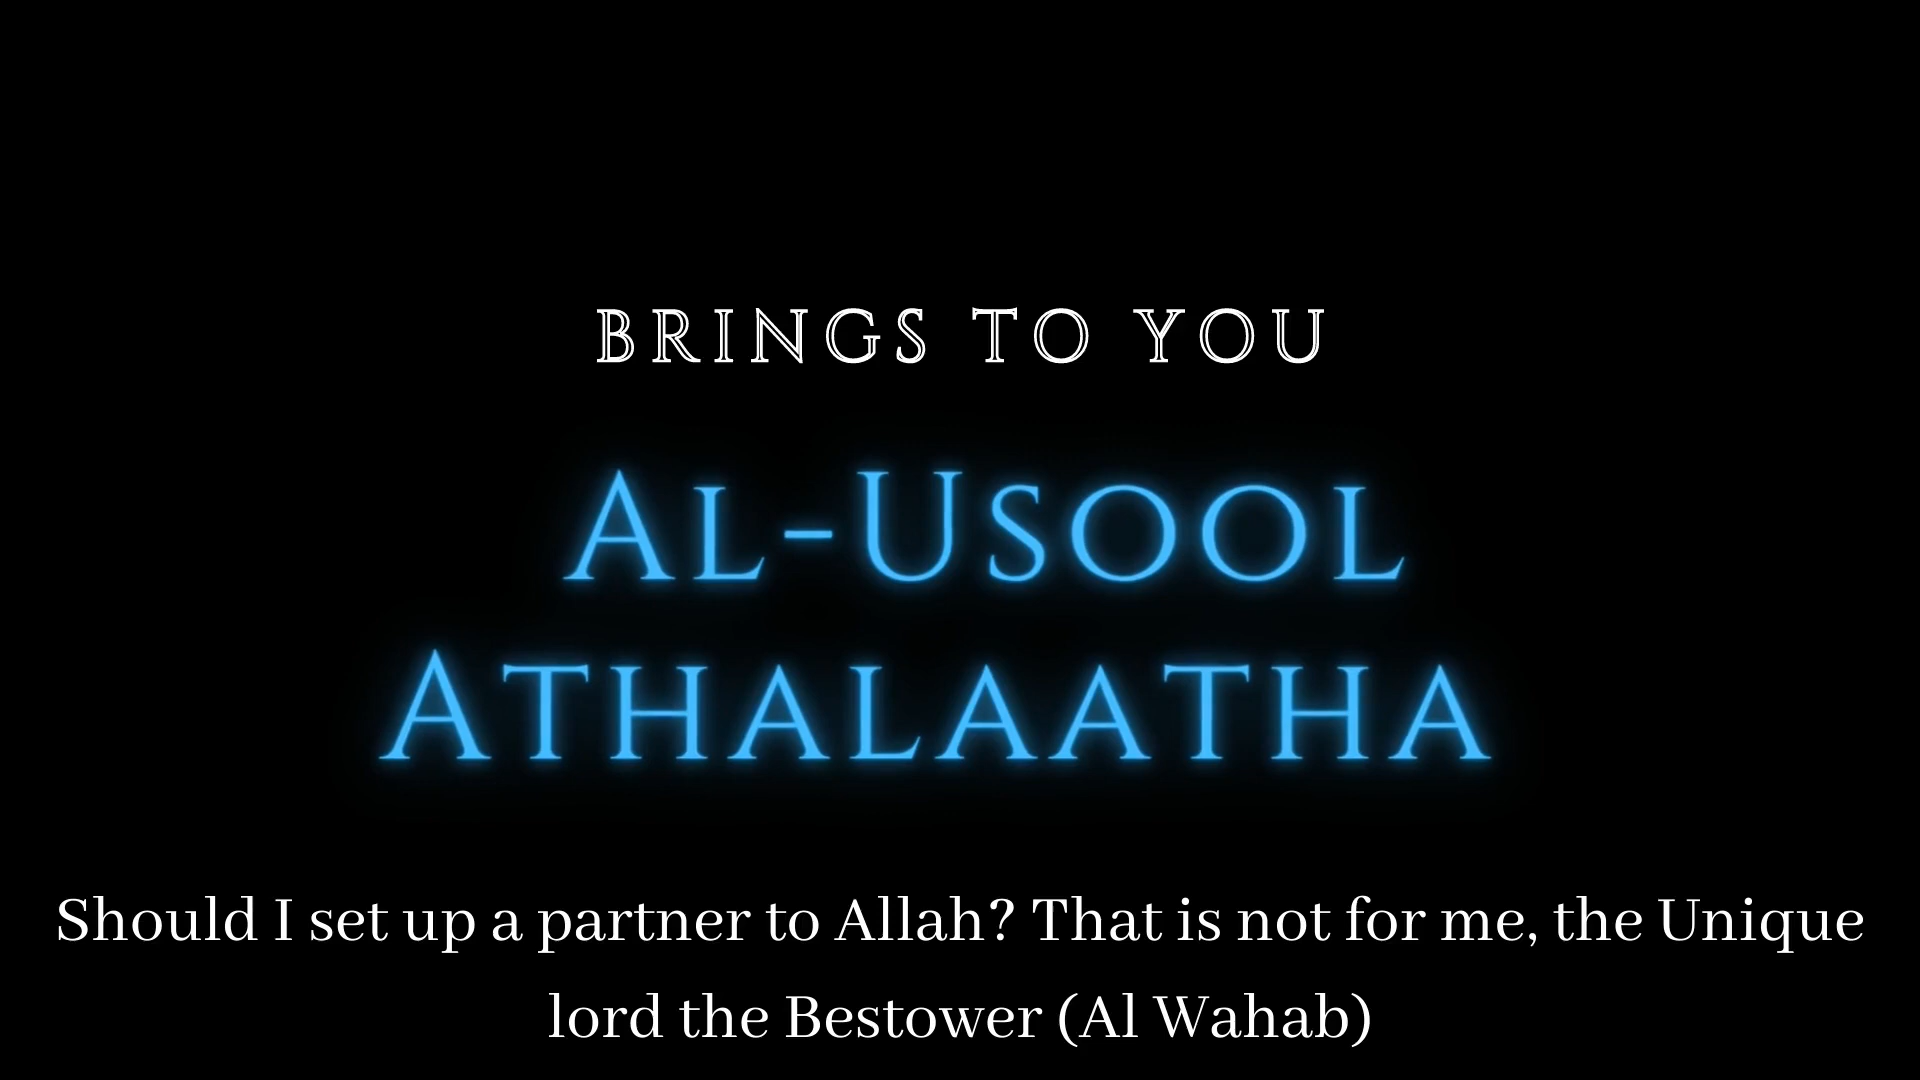 BRINGS TO YOU
AL-USOOL
ATHALAATHA
Should I set up a partner to Allah? That is not for me, the Unique
lord the Bestower (Al Wahab)